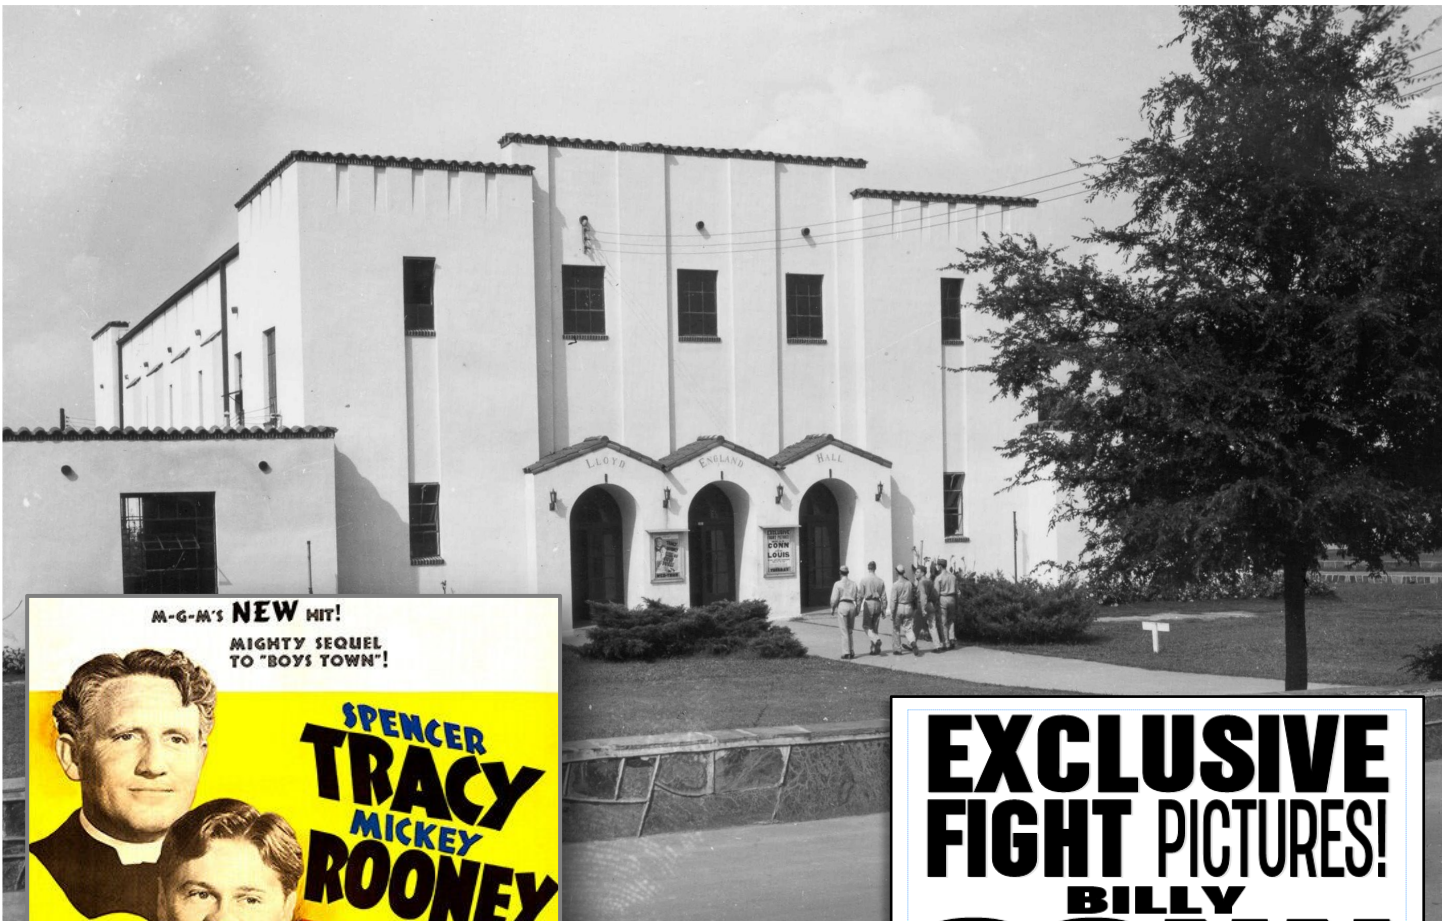 LLOYD ENGLAND HALL
EXCLUSIVE
CONN
LOUIS
M-G-M'S NEW HIT!
MIGHTY SEQUEL
TO "BOYS TOWN"!
SPENCER
TRACY
MICKEY
ROONEY
EXCLUSIVE
FIGHT PICTURES!
BILLY